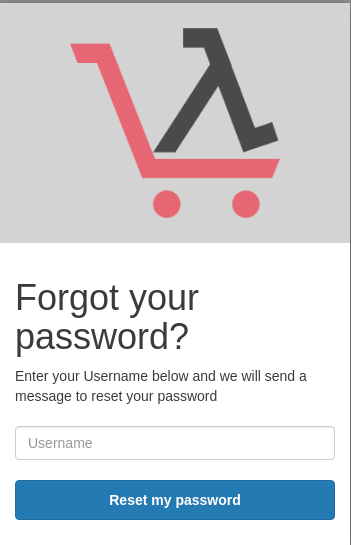 Forgot your
password?
Enter your Username below and we will send a
message to reset your password
Username
Reset my password